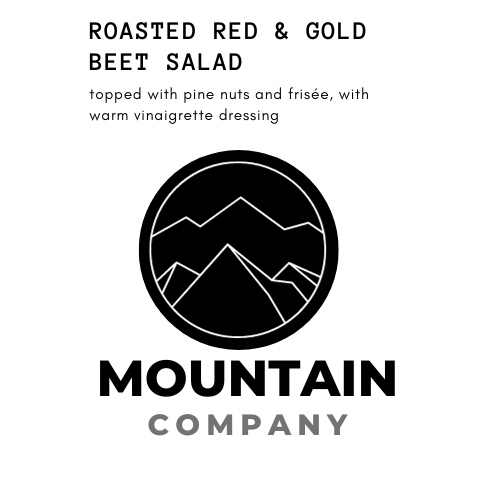 ROASTED RED & GOLD
BEET SALAD
topped with pine nuts and frisée, with
warm vinaigrette dressing
MOUNTAIN
COMPANY